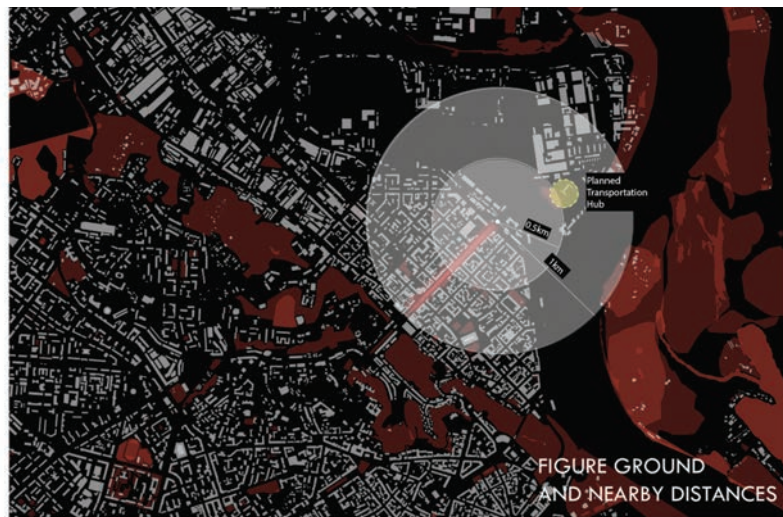 Planned
Transportation
Hub
0.5km
1km
FIGURE GROUND
AND NEARBY DISTANCES